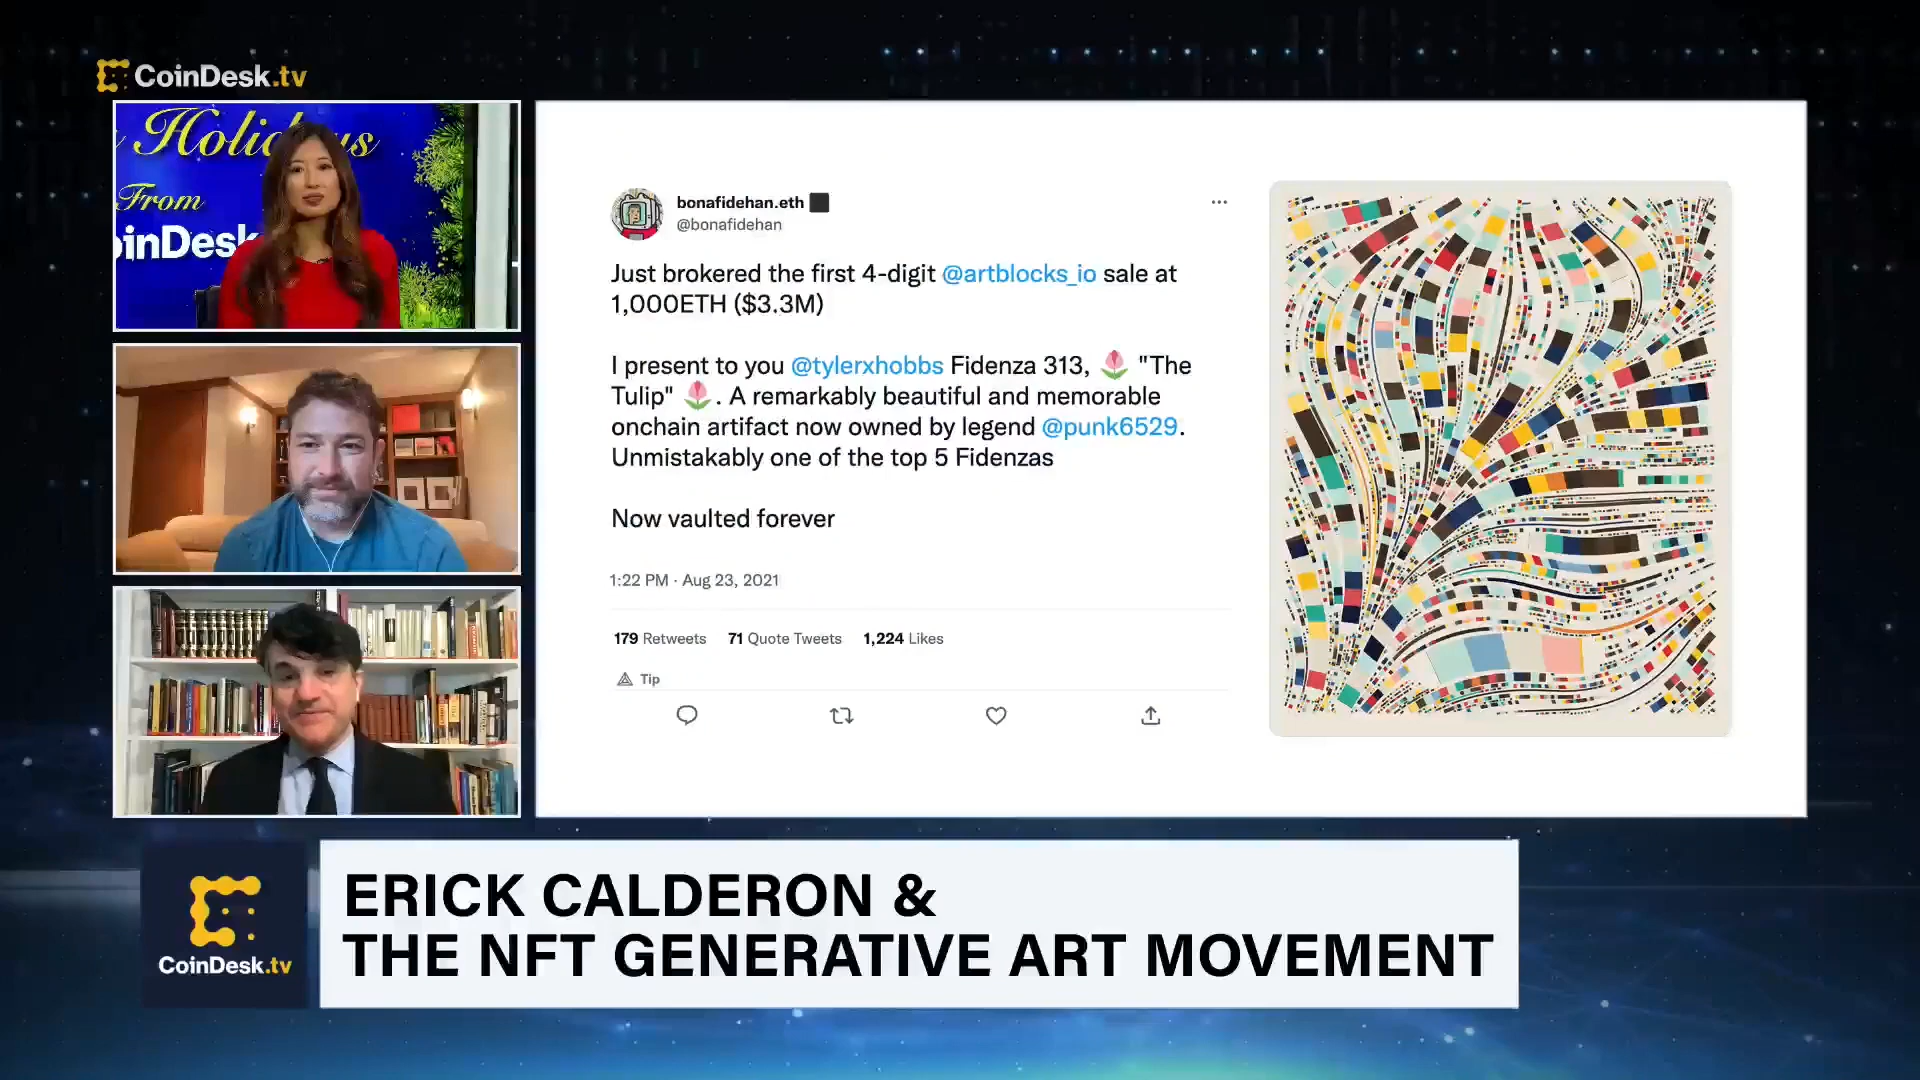 CoinDesk.tv
Holi us
From
oinDesk
bonafidehan.eth
@bonafidehan
Just brokered the first 4-digit @artblocks_io sale at
1,000ETH ($3.3M)
I present to you @tylerxhobbs Fidenza 313, 🌷 "The
Tulip" 🌷. A remarkably beautiful and memorable
onchain artifact now owned by legend @punk6529.
Unmistakably one of the top 5 Fidenzas
Now vaulted forever
1:22 PM · Aug 23, 2021
179 Retweets 71 Quote Tweets 1,224 Likes
Tip
CoinDesk.tv
ERICK CALDERON &
THE NFT GENERATIVE ART MOVEMENT